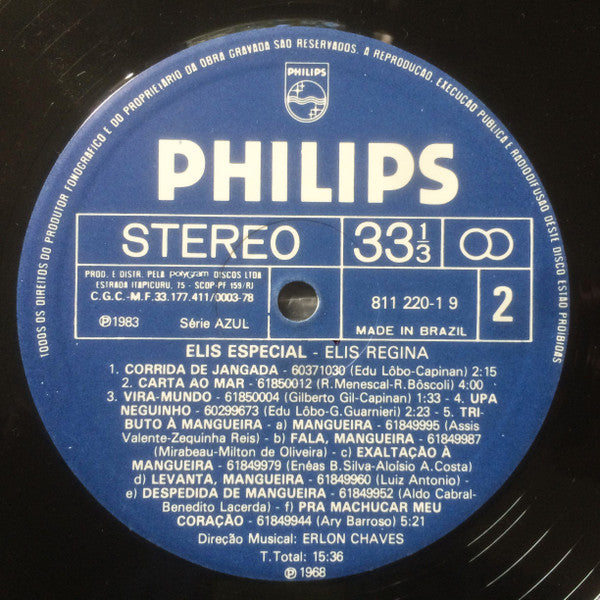 TODOS OS DIREITOS DO PRODUTOR FONOGRÁFICO E DO PROPRIETÁRIO DA OBRA GRAVADA SÃO RESERVADOS. A REPRODUÇÃO, EXECUÇÃO PÚBLICA E RADIODIFUSÃO DESTE DISCO ESTÃO PROIBIDAS
PHILIPS
PHILIPS
STEREO 33 1/3
PROD. E DISTR. PELA polygram DISCOS LTDA
ESTRADA ITAPICURU, 75 - SCDP-PF 159/RJ
C.G.C.-M.F.33.177.411/0003-78
℗1983 Série AZUL
811 220-1 9
MADE IN BRAZIL
2
ELIS ESPECIAL - ELIS REGINA
1. CORRIDA DE JANGADA - 60371030 (Edu Lôbo-Capinan) 2:15
2. CARTA AO MAR - 61850012 (R.Menescal-R.Bôscoli) 4:00
3. VIRA-MUNDO - 61850004 (Gilberto Gil-Capinan) 1:33 - 4. UPA
NEGUINHO - 60299673 (Edu Lôbo-G.Guarnieri) 2:23 - 5. TRI-
BUTO À MANGUEIRA - a) MANGUEIRA - 61849995 (Assis
Valente-Zequinha Reis) - b) FALA, MANGUEIRA - 61849987
(Mirabeau-Milton de Oliveira) - c) EXALTAÇÃO À
MANGUEIRA - 61849979 (Enéas B.Silva-Aloísio A.Costa)
d) LEVANTA, MANGUEIRA - 61849960 (Luiz Antonio) -
e) DESPEDIDA DE MANGUEIRA - 61849952 (Aldo Cabral-
Benedito Lacerda) - f) PRA MACHUCAR MEU
CORAÇÃO - 61849944 (Ary Barroso) 5:21
Direção Musical: ERLON CHAVES
T.Total: 15:36
℗ 1968